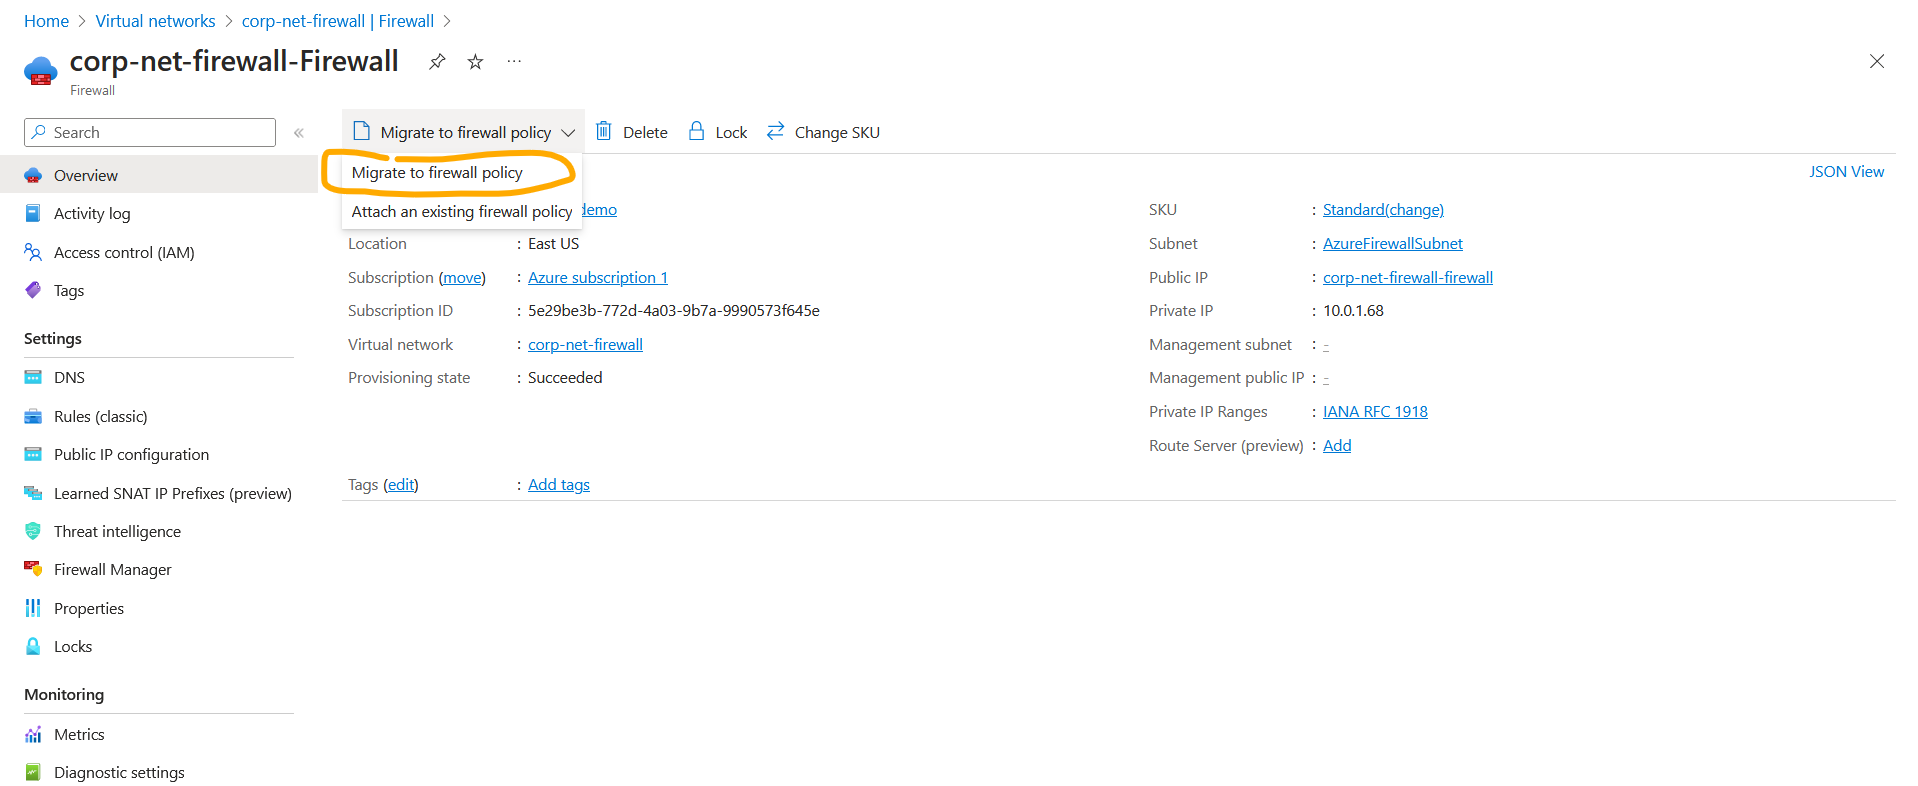 Home > Virtual networks > corp-net-firewall | Firewall >
corp-net-firewall-Firewall
Firewall
Search
Overview
Activity log
Access control (IAM)
Tags
Settings
DNS
Rules (classic)
Public IP configuration
Learned SNAT IP Prefixes (preview)
Threat intelligence
Firewall Manager
Properties
Locks
Monitoring
Metrics
Diagnostic settings
Migrate to firewall policy Delete Lock Change SKU
Migrate to firewall policy
Attach an existing firewall policy
JSON View
demo
Location : East US
Subscription (move) : Azure subscription 1
Subscription ID : 5e29be3b-772d-4a03-9b7a-9990573f645e
Virtual network : corp-net-firewall
Provisioning state : Succeeded
SKU : Standard(change)
Subnet : AzureFirewallSubnet
Public IP : corp-net-firewall-firewall
Private IP : 10.0.1.68
Management subnet : -
Management public IP : -
Private IP Ranges : IANA RFC 1918
Route Server (preview) : Add
Tags (edit) : Add tags